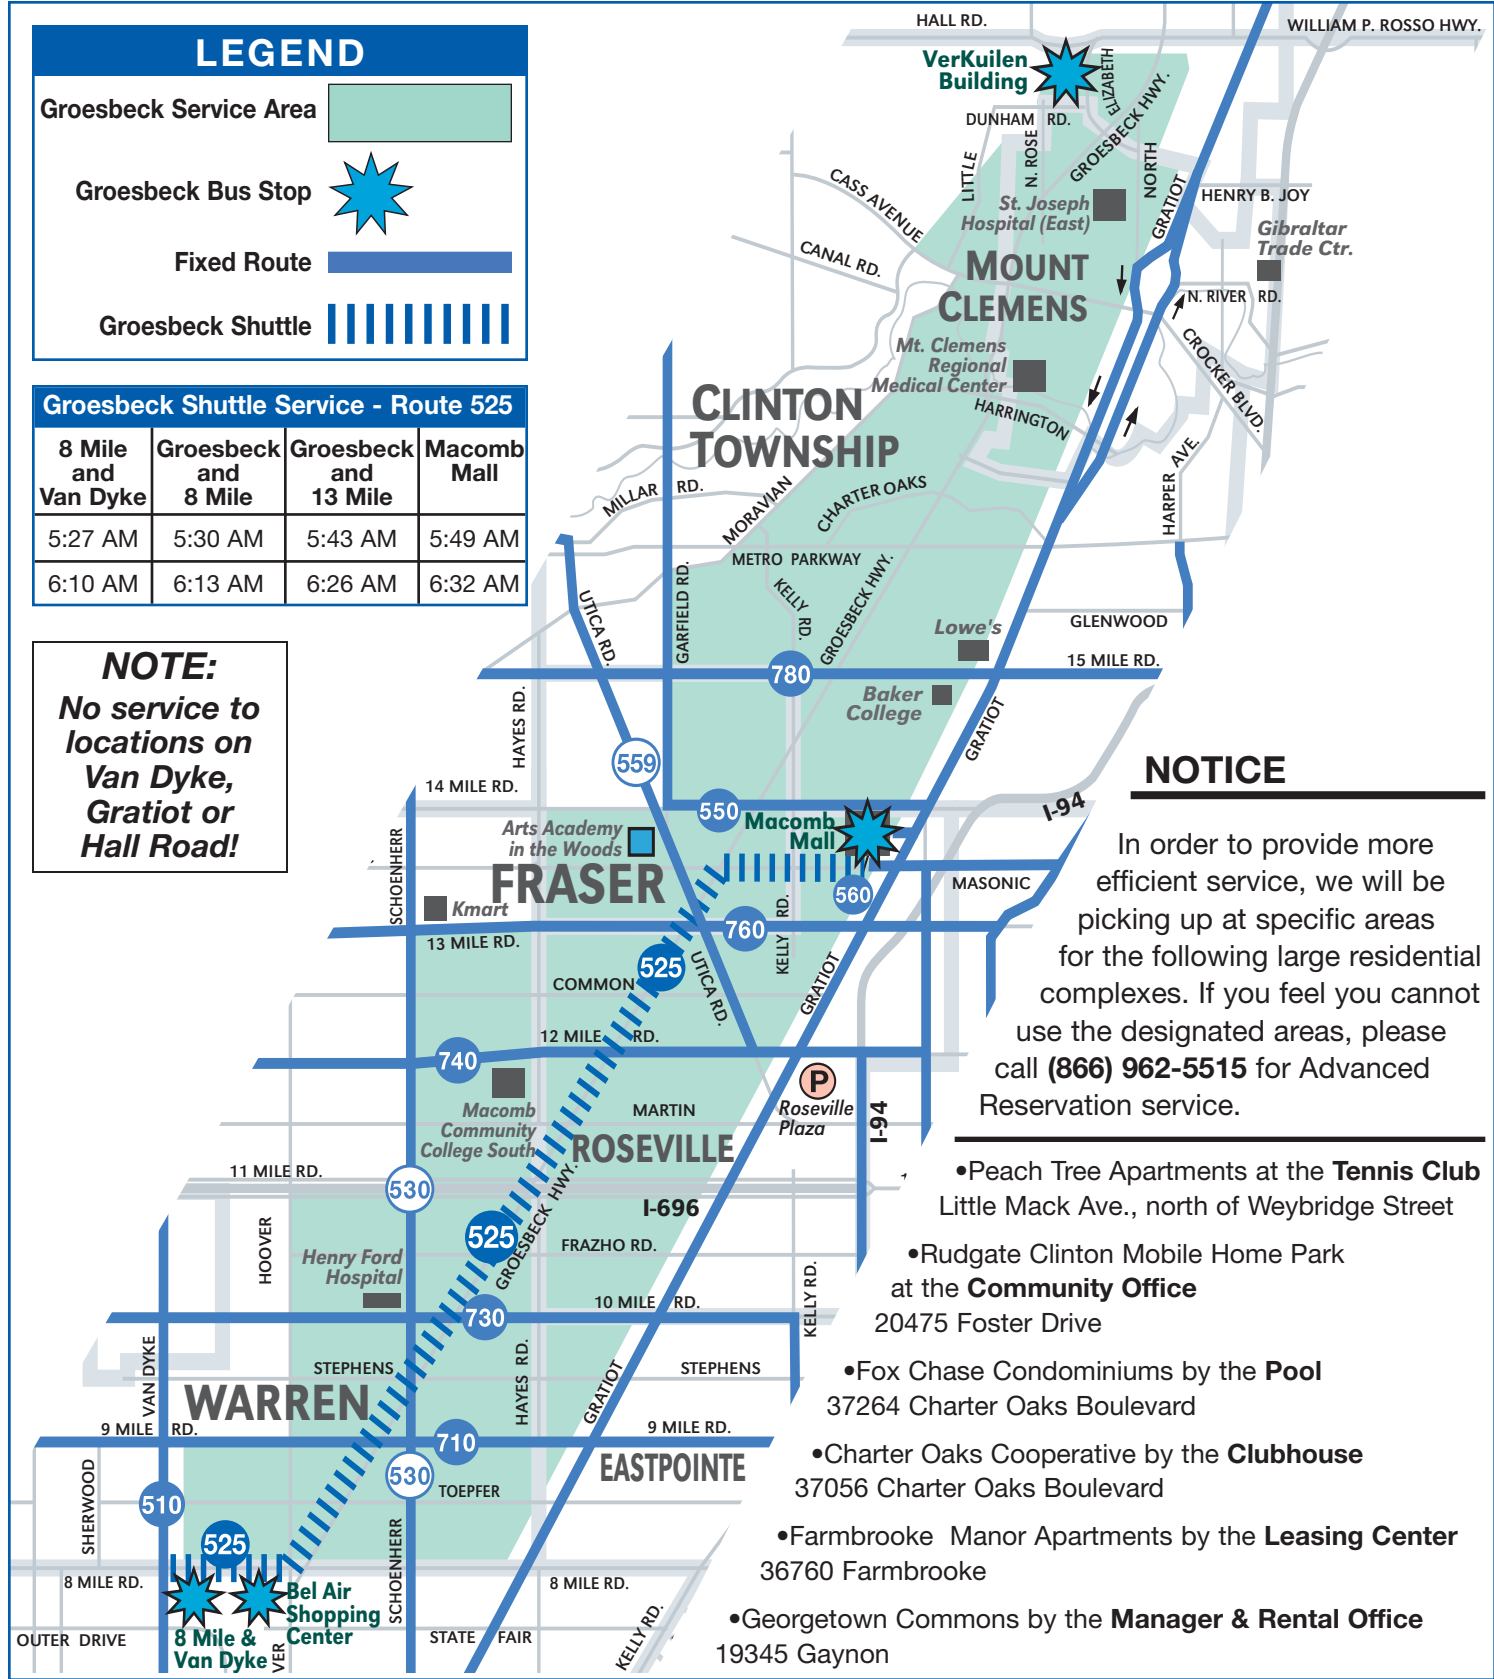 LEGEND
Groesbeck Service Area
Groesbeck Bus Stop
Fixed Route
Groesbeck Shuttle
Groesbeck Shuttle Service - Route 525
8 Mile and Van Dyke
Groesbeck and 8 Mile
Groesbeck and 13 Mile
Macomb Mall
5:27 AM 5:30 AM 5:43 AM 5:49 AM
6:10 AM 6:13 AM 6:26 AM 6:32 AM
NOTE:
No service to
locations on
Van Dyke,
Gratiot or
Hall Road!
HALL RD.
WILLIAM P. ROSSO HWY.
VerKuilen
Building
ELIZABETH
DUNHAM RD.
GROESBECK HWY.
N. ROSE
LITTLE
NORTH
CASS AVENUE
CANAL RD.
St. Joseph
Hospital (East)
GRATIOT
HENRY B. JOY
Gibraltar
Trade Ctr.
MOUNT
CLEMENS
N. RIVER RD.
CROCKER BLVD.
Mt. Clemens
Regional
Medical Center
HARRINGTON
CLINTON
TOWNSHIP
HARPER AVE.
MILLAR RD.
MORAVIAN
CHARTER OAKS
METRO PARKWAY
GARFIELD RD.
KELLY RD.
GROESBECK HWY.
UTICA RD.
GLENWOOD
Lowe's
15 MILE RD.
780
Baker
College
HAYES RD.
GRATIOT
559
14 MILE RD.
550
Macomb
Mall
I-94
Arts Academy
in the Woods
FRASER
SCHOENHERR
Kmart
560
MASONIC
13 MILE RD.
760
KELLY RD.
525
COMMON
UTICA RD.
GRATIOT
12 MILE RD.
740
P
Roseville
Plaza
I-94
Macomb
Community
College South
MARTIN
ROSEVILLE
11 MILE RD.
530
I-696
HOOVER
525
GROESBECK HWY.
FRAZHO RD.
Henry Ford
Hospital
10 MILE RD.
730
KELLY RD.
VAN DYKE
STEPHENS
HAYES RD.
STEPHENS
WARREN
GRATIOT
9 MILE RD.
710
9 MILE RD.
EASTPOINTE
530
TOEPFER
SHERWOOD
510
525
SCHOENHERR
8 MILE RD.
8 MILE RD.
Bel Air
Shopping
Center
8 Mile &
Van Dyke
VER
OUTER DRIVE
STATE FAIR
KELLY RD.
NOTICE
In order to provide more
efficient service, we will be
picking up at specific areas
for the following large residential
complexes. If you feel you cannot
use the designated areas, please
call (866) 962-5515 for Advanced
Reservation service.
•Peach Tree Apartments at the Tennis Club
Little Mack Ave., north of Weybridge Street
•Rudgate Clinton Mobile Home Park
at the Community Office
20475 Foster Drive
•Fox Chase Condominiums by the Pool
37264 Charter Oaks Boulevard
•Charter Oaks Cooperative by the Clubhouse
37056 Charter Oaks Boulevard
•Farmbrooke Manor Apartments by the Leasing Center
36760 Farmbrooke
•Georgetown Commons by the Manager & Rental Office
19345 Gaynon